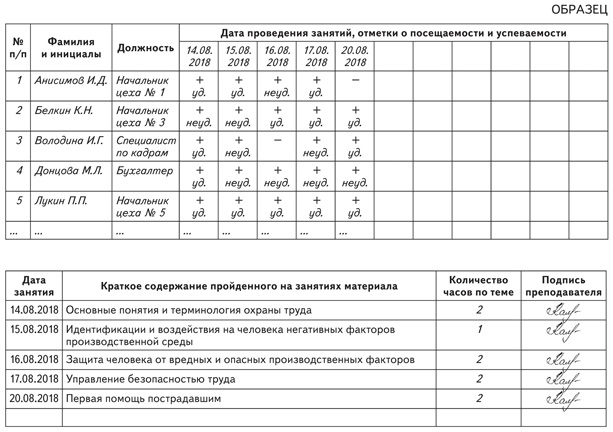 ОБРАЗЕЦ
№ п/п Фамилия и инициалы Должность Дата проведения занятий, отметки о посещаемости и успеваемости
14.08. 2018 15.08. 2018 16.08. 2018 17.08. 2018 20.08. 2018
1 Анисимов И.Д. Начальник цеха № 1 + уд. + уд. + неуд. + уд. –
2 Белкин К.Н. Начальник цеха № 3 + неуд. + неуд. + уд. + уд. + уд.
3 Володина И.Г. Специалист по кадрам + уд. + неуд. – + неуд. + уд.
4 Донцова М.Л. Бухгалтер + уд. + неуд. + неуд. + неуд. + неуд.
5 Лукин П.П. Начальник цеха № 5 + уд. + уд. + уд. + уд. + уд.
... ... ... ... ... ... ... ...
Дата занятия Краткое содержание пройденного на занятиях материала Количество часов по теме Подпись преподавателя
14.08.2018 Основные понятия и терминология охраны труда 2
15.08.2018 Идентификации и воздействия на человека негативных факторов производственной среды 1
16.08.2018 Защита человека от вредных и опасных производственных факторов 2
17.08.2018 Управление безопасностью труда 2
20.08.2018 Первая помощь пострадавшим 2